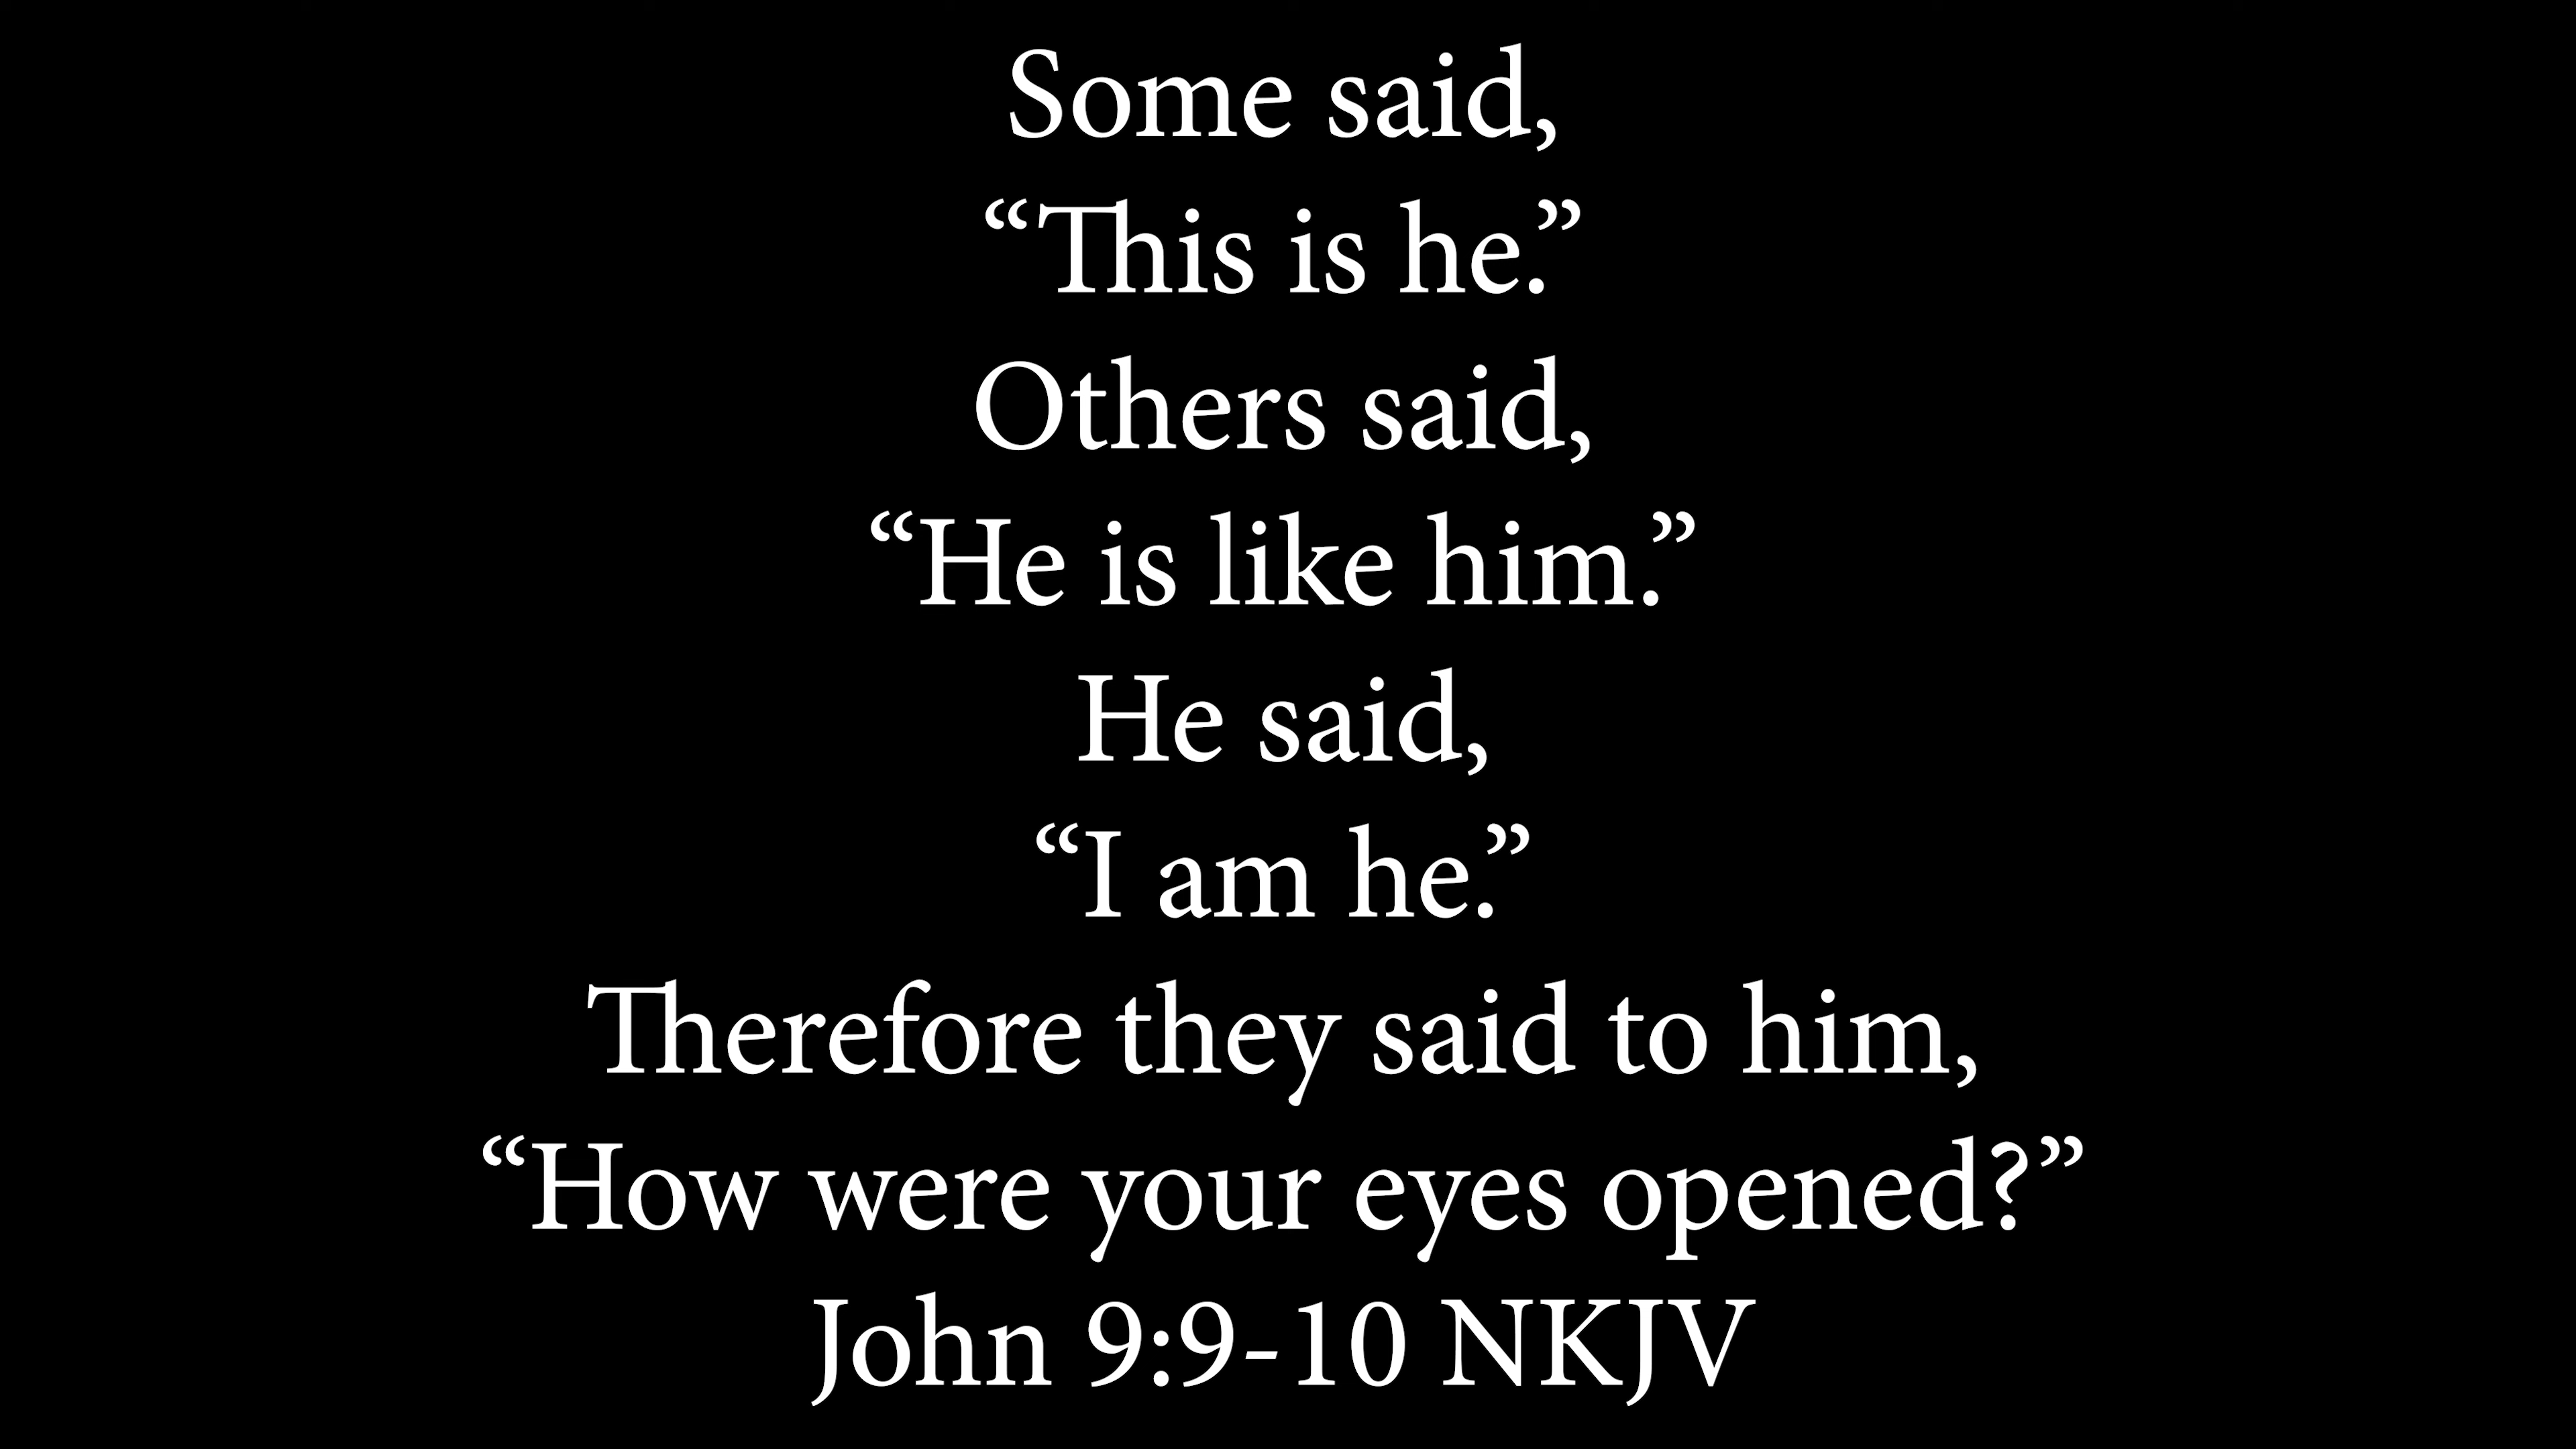 Some said,
“This is he.”
Others said,
“He is like him.”
He said,
“I am he.”
Therefore they said to him,
“How were your eyes opened?”
John 9:9-10 NKJV